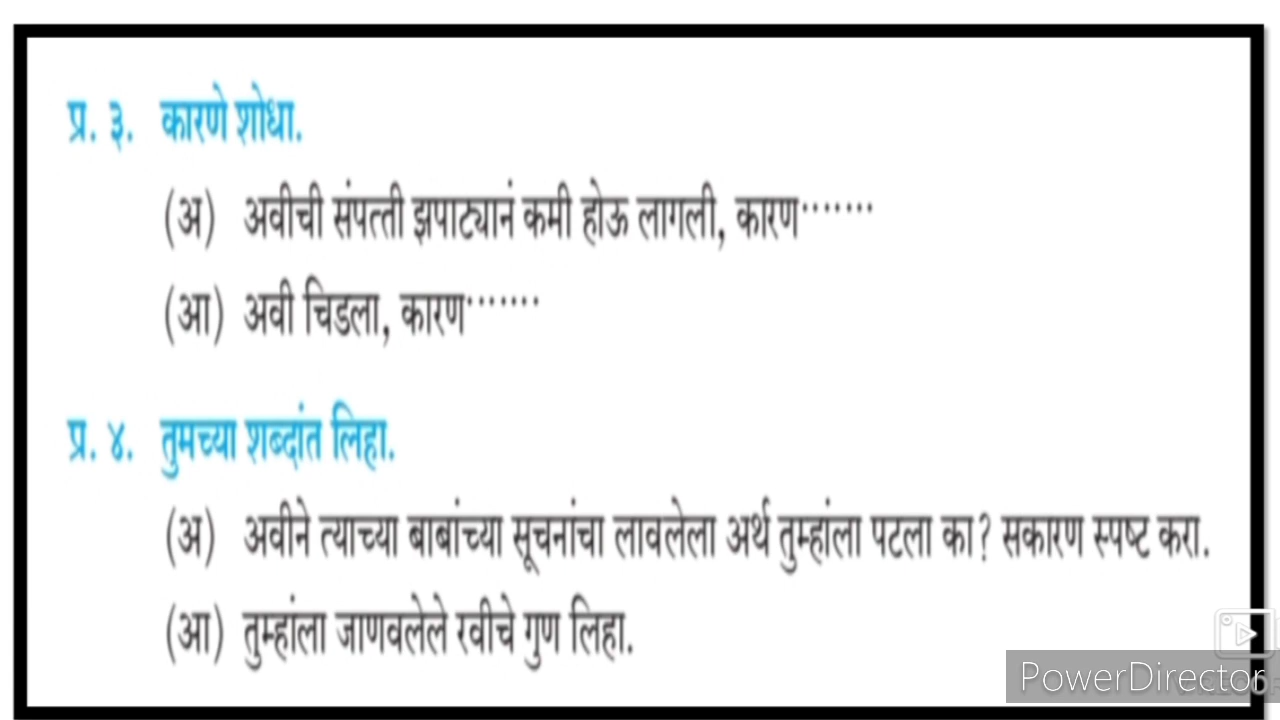 प्र. ३. कारणे शोधा.
(अ) अवीची संपत्ती झपाट्यानं कमी होऊ लागली, कारण.......
(आ) अवी चिडला, कारण.......
प्र. ४. तुमच्या शब्दांत लिहा.
(अ) अवीने त्याच्या बाबांच्या सूचनांचा लावलेला अर्थ तुम्हांला पटला का? सकारण स्पष्ट करा.
(आ) तुम्हांला जाणवलेले रवीचे गुण लिहा.
PowerDirector